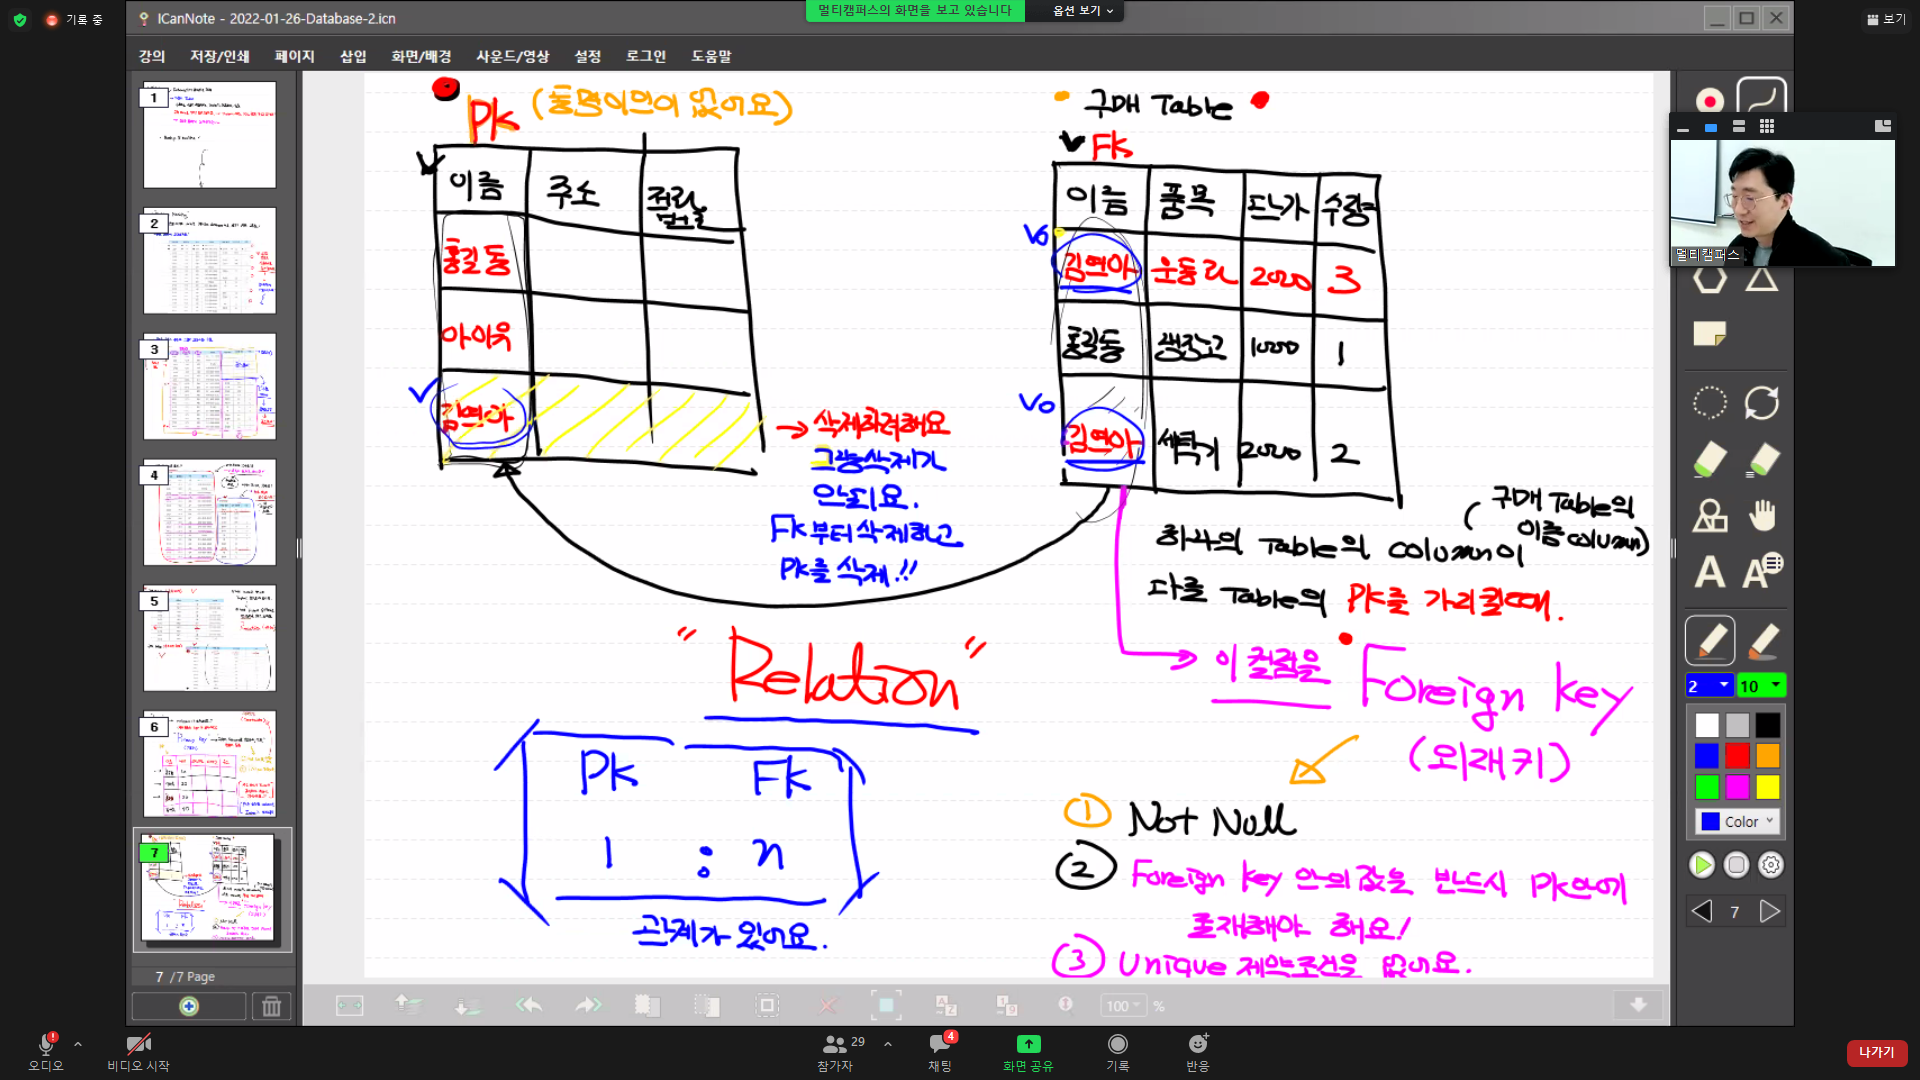 기록 중
ICanNote - 2022-01-26-Database-2.icn
멀티캠퍼스의 화면을 보고 있습니다
옵션 보기
보기
강의 저장/인쇄 페이지 삽입 화면/배경 사운드/영상 설정 로그인 도움말
1
2
3
4
5
6
7
7 /7 Page
PK (동명이인이 없어요)
이름 주소 전화번호
홍길동
아이유
김연아
→ 삭제하려해요
그냥삭제가
안되요.
FK부터 삭제하고
PK를 삭제!!
구매 Table
FK
이름 품목 단가 수량
김연아 운동화 2000 3
홍길동 냉장고 1000 1
김연아 세탁기 2000 2
(구매 Table의
이름 column)
하나의 Table의 column이
다른 Table의 PK를 가리킬때.
이 컬럼을 Foreign key
(외래키)
"Relation"
PK FK
1 : n
관계가 있어요.
① Not Null
② Foreign key 안의 값은 반드시 PK안에
존재해야 해요!
③ Unique 제약조건은 없어요.
멀티캠퍼스
A A
2 10
Color
7
100 %
오디오
비디오 시작
29
참가자
4
채팅
화면 공유
기록
반응
나가기